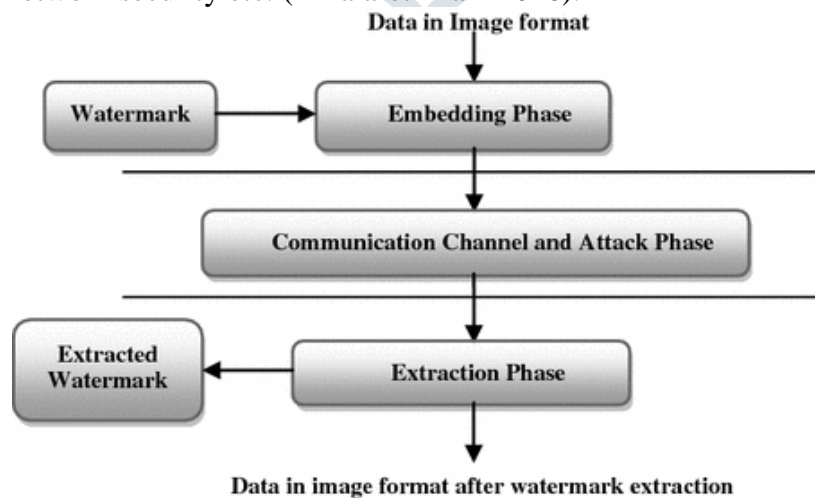 Data in Image format
Watermark
Embedding Phase
Communication Channel and Attack Phase
Extracted
Watermark
Extraction Phase
Data in image format after watermark extraction